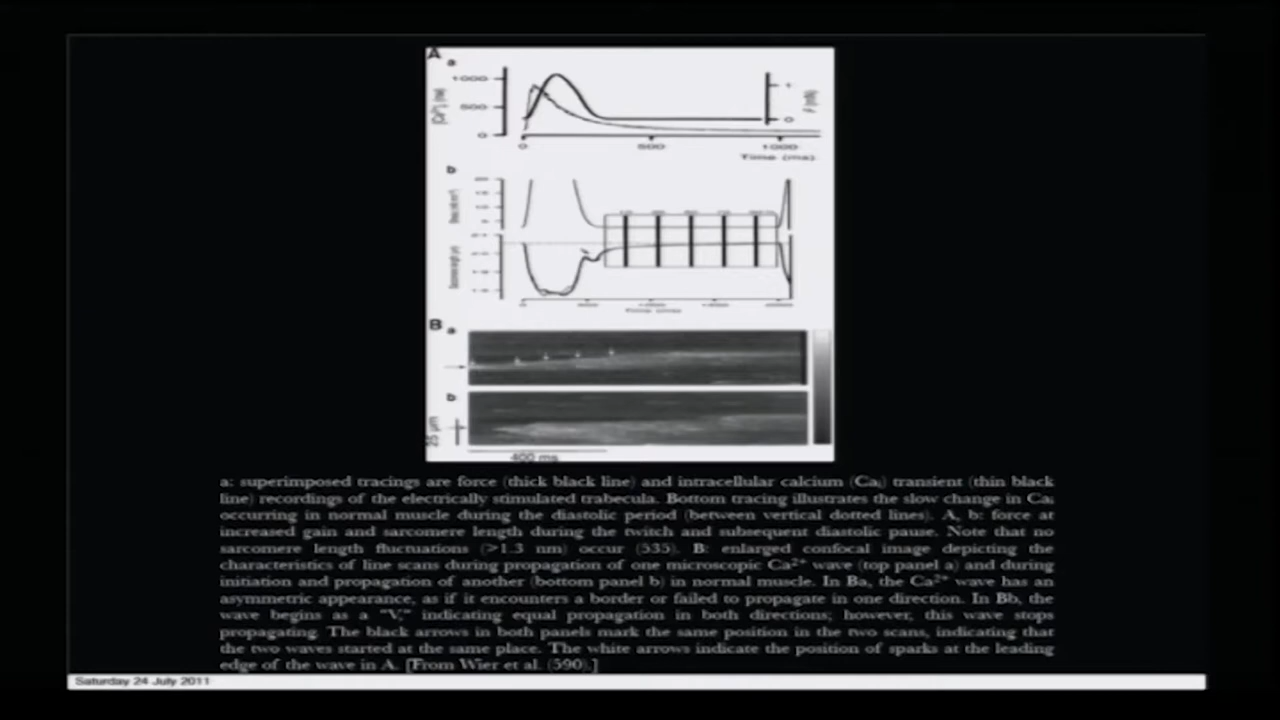 A
a
1000
500
0
[Ca²⁺]ᵢ (nM)
1
0
0
500
1000
Time (ms)
b
B
a
b
25 µm
400 ms
a: superimposed tracings are force (thick black line) and intracellular calcium (Caᵢ) transient (thin black
line) recordings of the electrically stimulated trabecula. Bottom tracing illustrates the slow change in Caᵢ
occurring in normal muscle during the diastolic period (between vertical dotted lines). A, b: force at
increased gain and sarcomere length during the twitch and subsequent diastolic pause. Note that no
sarcomere length fluctuations (>1.3 nm) occur (535). B: enlarged confocal image depicting the
characteristics of line scans during propagation of one microscopic Ca²⁺ wave (top panel a) and during
initiation and propagation of another (bottom panel b) in normal muscle. In Ba, the Ca²⁺ wave has an
asymmetric appearance, as if it encounters a border or failed to propagate in one direction. In Bb, the
wave begins as a "V," indicating equal propagation in both directions; however, this wave stops
propagating. The black arrows in both panels mark the same position in the two scans, indicating that
the two waves started at the same place. The white arrows indicate the position of sparks at the leading
edge of the wave in A. [From Wier et al. (590).]
Saturday 24 July 2011